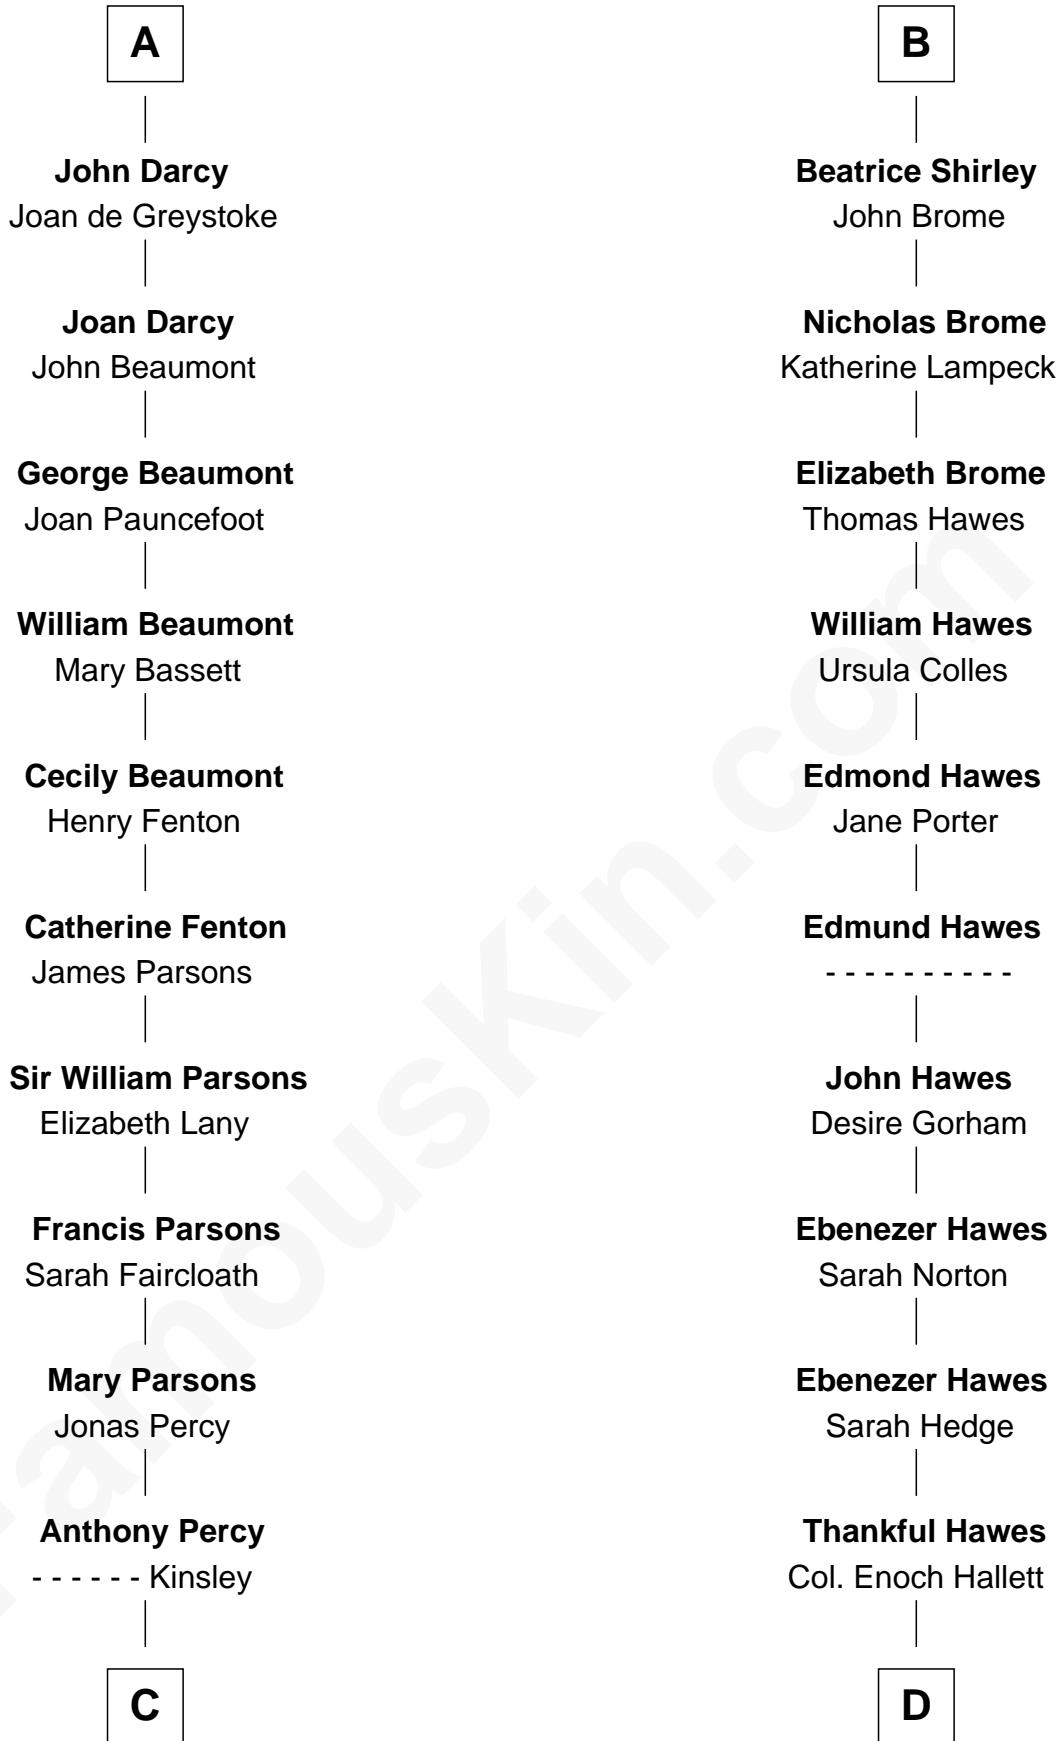 A
John Darcy
Joan de Greystoke
Joan Darcy
John Beaumont
George Beaumont
Joan Pauncefoot
William Beaumont
Mary Bassett
Cecily Beaumont
Henry Fenton
Catherine Fenton
James Parsons
Sir William Parsons
Elizabeth Lany
Francis Parsons
Sarah Faircloath
Mary Parsons
Jonas Percy
Anthony Percy
- - - - - - Kinsley
C
B
Beatrice Shirley
John Brome
Nicholas Brome
Katherine Lampeck
Elizabeth Brome
Thomas Hawes
William Hawes
Ursula Colles
Edmond Hawes
Jane Porter
Edmund Hawes
- - - - - - - - - -
John Hawes
Desire Gorham
Ebenezer Hawes
Sarah Norton
Ebenezer Hawes
Sarah Hedge
Thankful Hawes
Col. Enoch Hallett
D
FamousKin.com